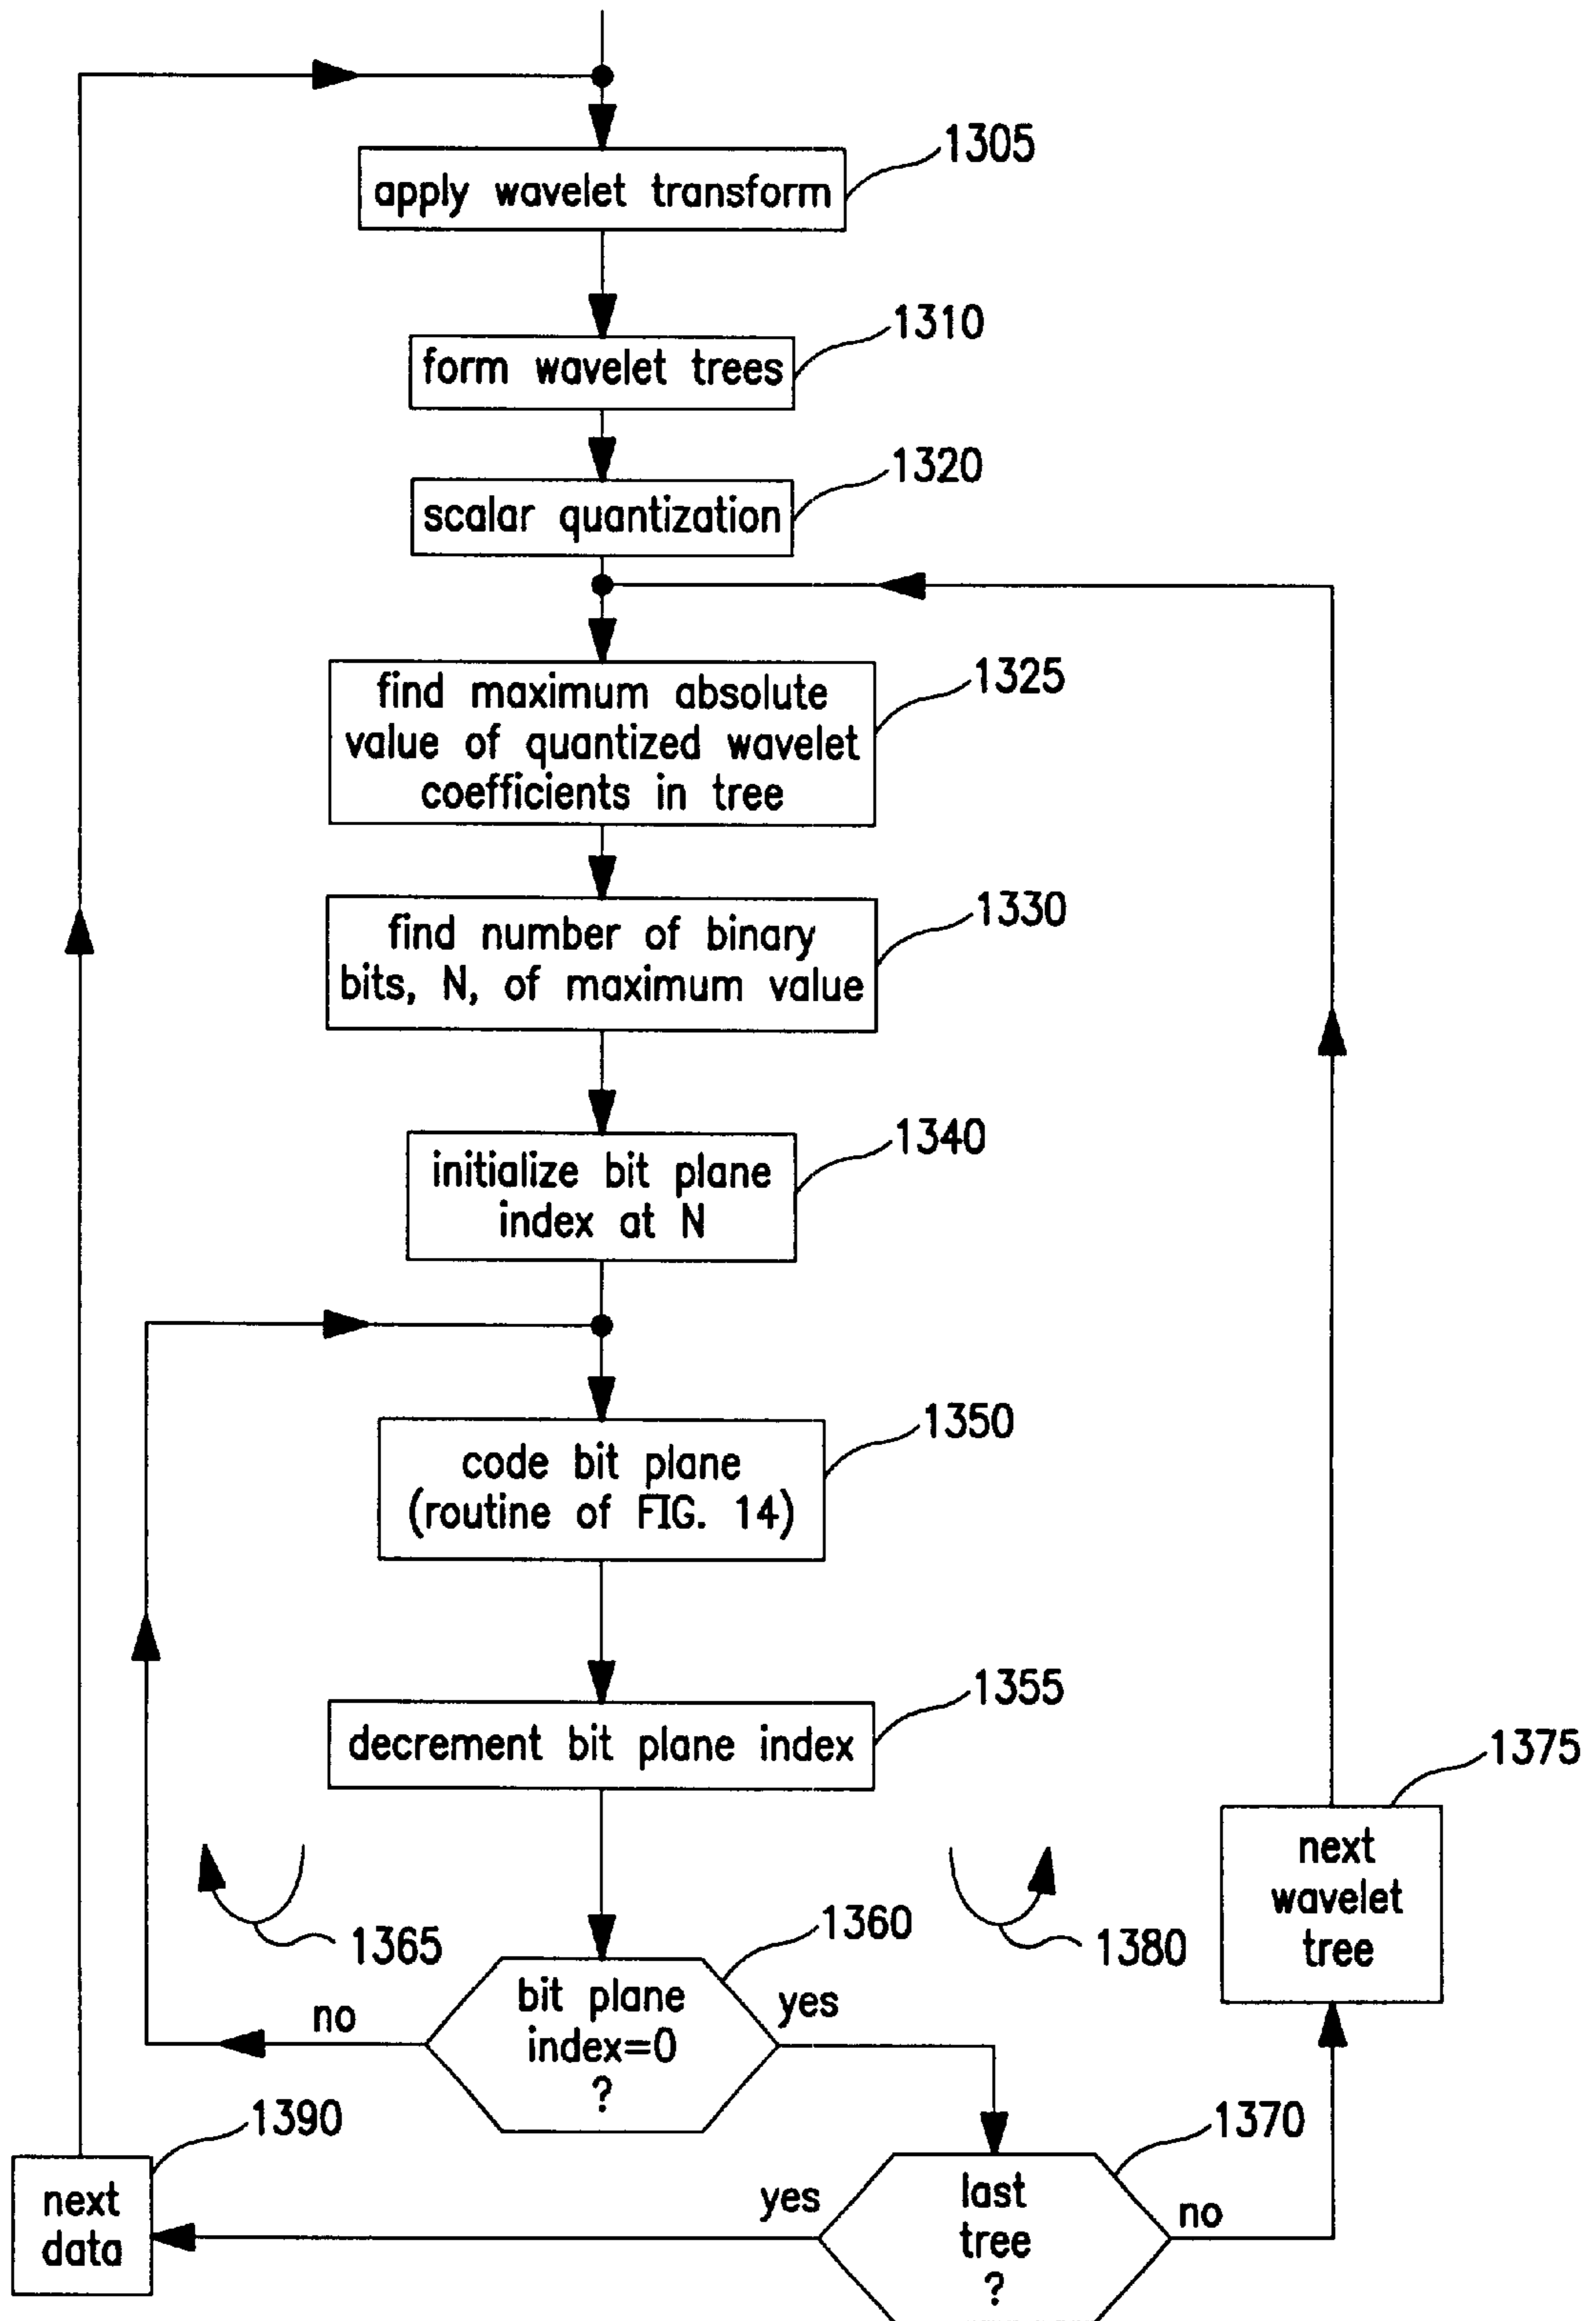 1305
apply wavelet transform
1310
form wavelet trees
1320
scalar quantization
1325
find maximum absolute
value of quantized wavelet
coefficients in tree
1330
find number of binary
bits, N, of maximum value
1340
initialize bit plane
index at N
1350
code bit plane
(routine of FIG. 14)
1355
decrement bit plane index
1375
next
wavelet
tree
1365
1360
1380
bit plane
index=0
?
no
yes
1390
1370
next
data
yes
last
tree
?
no